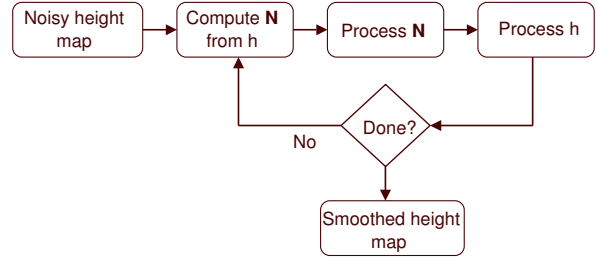 Noisy height
map
Compute N
from h
Process N
Process h
Done?
No
Smoothed height
map